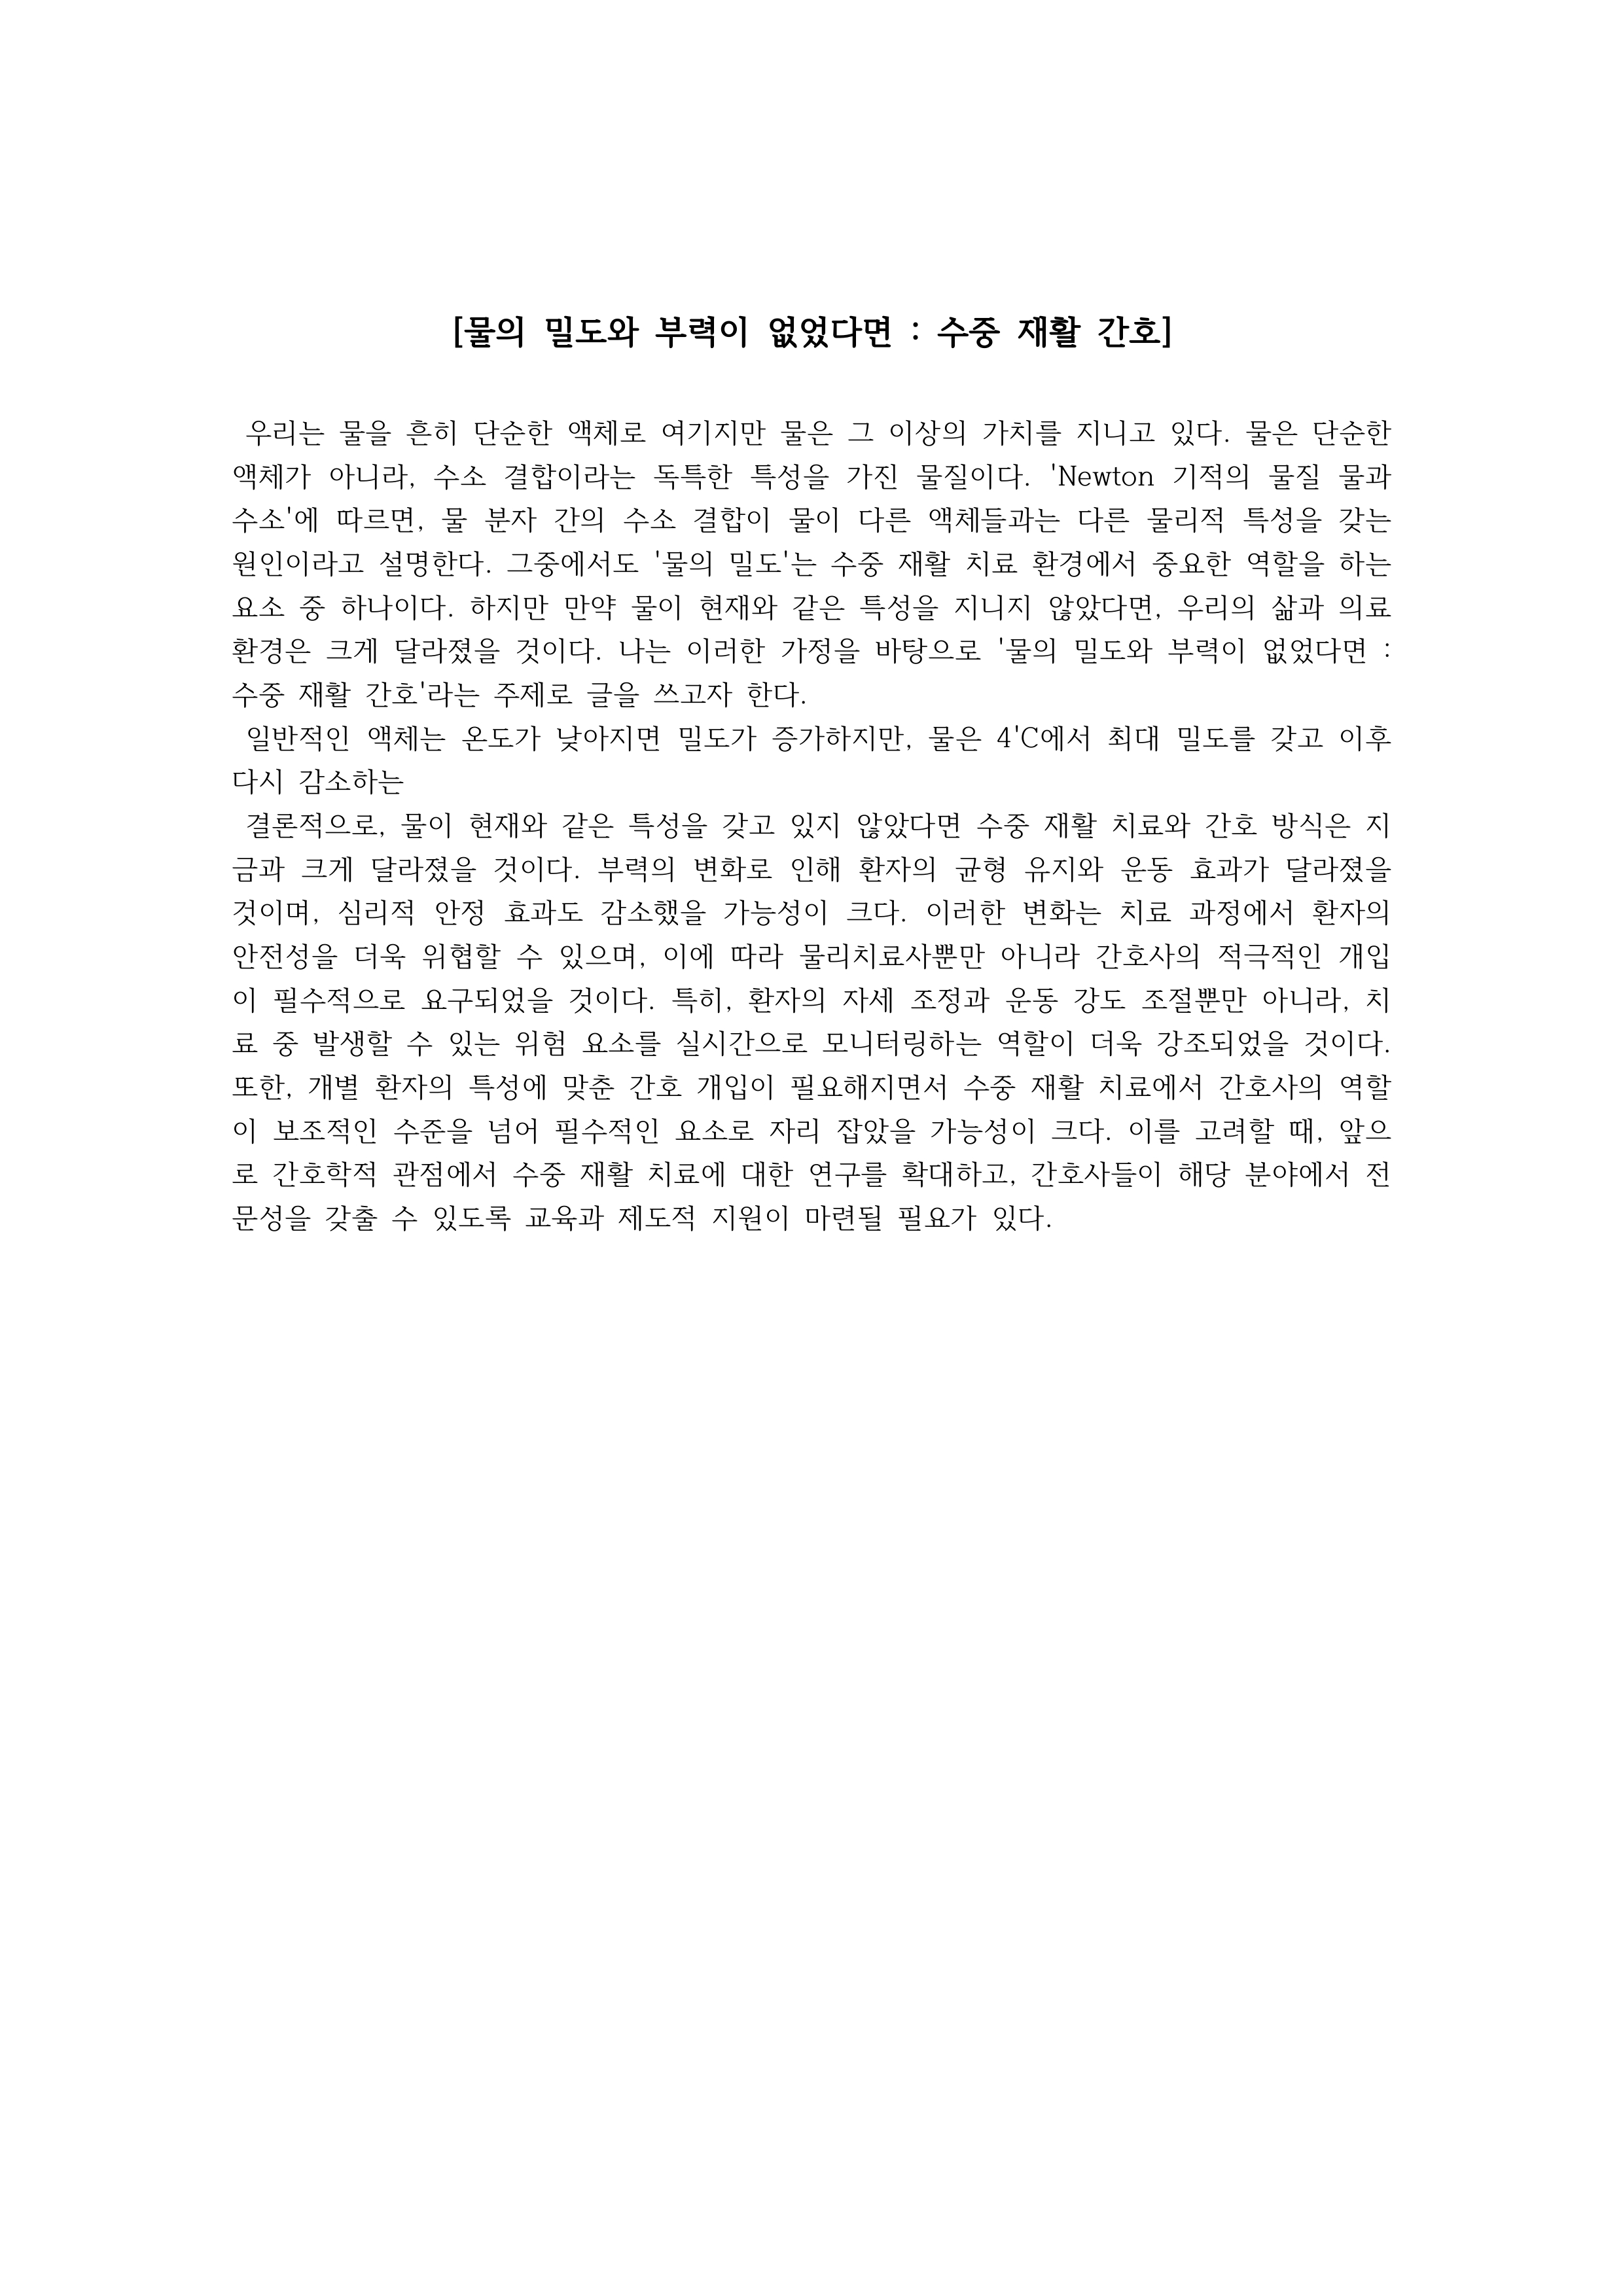 [물의 밀도와 부력이 없었다면 : 수중 재활 간호]
우리는 물을 흔히 단순한 액체로 여기지만 물은 그 이상의 가치를 지니고 있다. 물은 단순한
액체가 아니라, 수소 결합이라는 독특한 특성을 가진 물질이다. 'Newton 기적의 물질 물과
수소'에 따르면, 물 분자 간의 수소 결합이 물이 다른 액체들과는 다른 물리적 특성을 갖는
원인이라고 설명한다. 그중에서도 '물의 밀도'는 수중 재활 치료 환경에서 중요한 역할을 하는
요소 중 하나이다. 하지만 만약 물이 현재와 같은 특성을 지니지 않았다면, 우리의 삶과 의료
환경은 크게 달라졌을 것이다. 나는 이러한 가정을 바탕으로 '물의 밀도와 부력이 없었다면 :
수중 재활 간호'라는 주제로 글을 쓰고자 한다.
일반적인 액체는 온도가 낮아지면 밀도가 증가하지만, 물은 4'C에서 최대 밀도를 갖고 이후
다시 감소하는
결론적으로, 물이 현재와 같은 특성을 갖고 있지 않았다면 수중 재활 치료와 간호 방식은 지
금과 크게 달라졌을 것이다. 부력의 변화로 인해 환자의 균형 유지와 운동 효과가 달라졌을
것이며, 심리적 안정 효과도 감소했을 가능성이 크다. 이러한 변화는 치료 과정에서 환자의
안전성을 더욱 위협할 수 있으며, 이에 따라 물리치료사뿐만 아니라 간호사의 적극적인 개입
이 필수적으로 요구되었을 것이다. 특히, 환자의 자세 조정과 운동 강도 조절뿐만 아니라, 치
료 중 발생할 수 있는 위험 요소를 실시간으로 모니터링하는 역할이 더욱 강조되었을 것이다.
또한, 개별 환자의 특성에 맞춘 간호 개입이 필요해지면서 수중 재활 치료에서 간호사의 역할
이 보조적인 수준을 넘어 필수적인 요소로 자리 잡았을 가능성이 크다. 이를 고려할 때, 앞으
로 간호학적 관점에서 수중 재활 치료에 대한 연구를 확대하고, 간호사들이 해당 분야에서 전
문성을 갖출 수 있도록 교육과 제도적 지원이 마련될 필요가 있다.